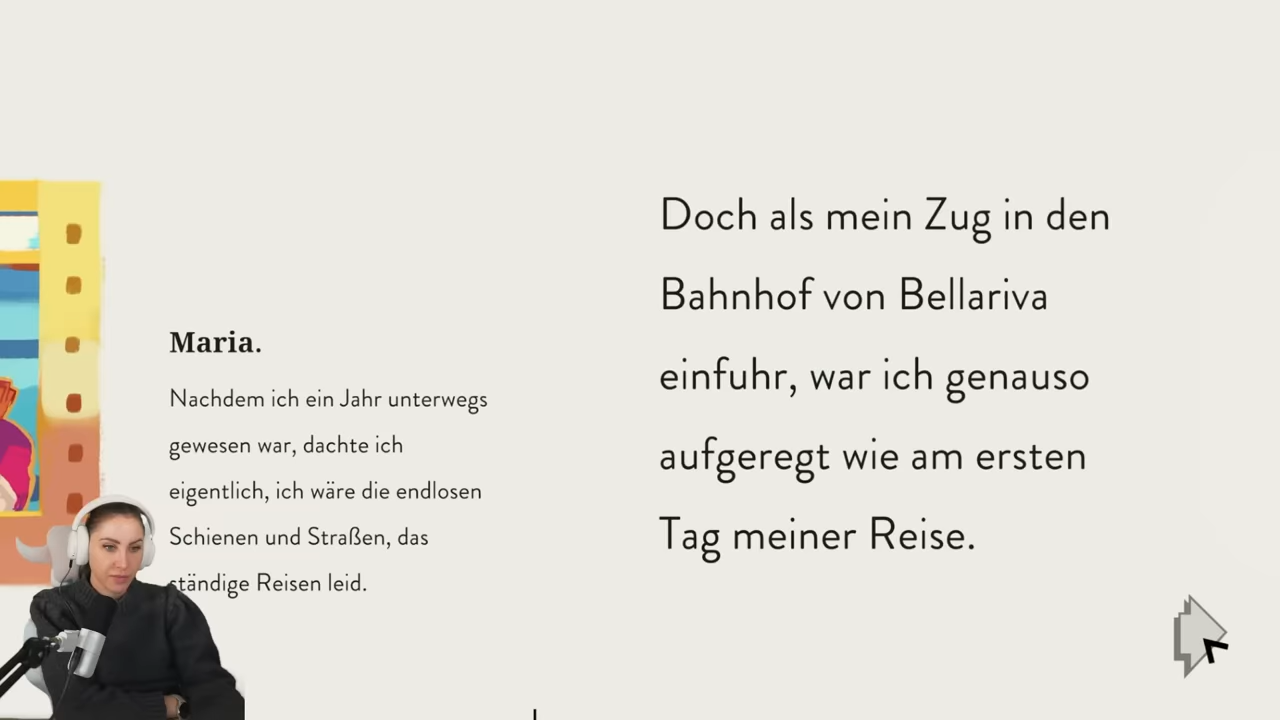 Maria.
Nachdem ich ein Jahr unterwegs
gewesen war, dachte ich
eigentlich, ich wäre die endlosen
Schienen und Straßen, das
ständige Reisen leid.
Doch als mein Zug in den
Bahnhof von Bellariva
einfuhr, war ich genauso
aufgeregt wie am ersten
Tag meiner Reise.